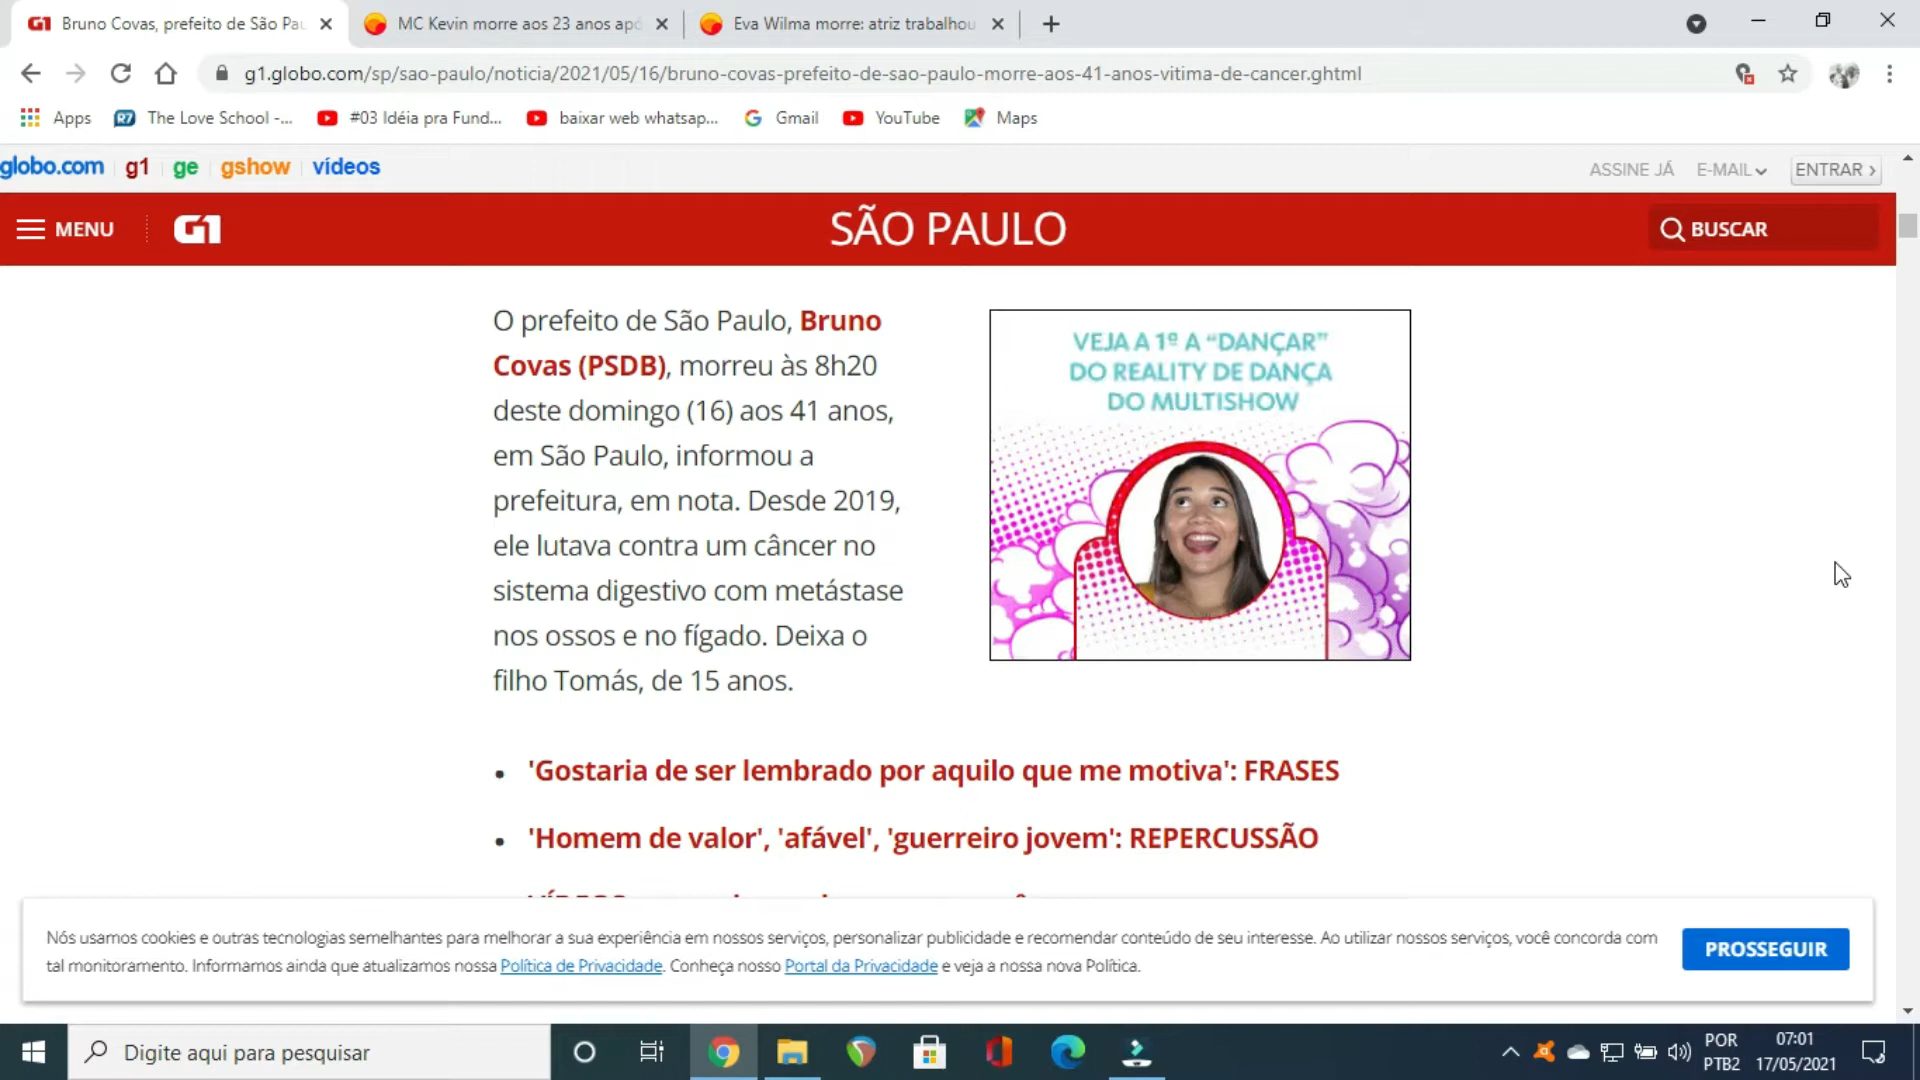 Bruno Covas, prefeito de São Pau
MC Kevin morre aos 23 anos apó
Eva Wilma morre: atriz trabalhou
g1.globo.com/sp/sao-paulo/noticia/2021/05/16/bruno-covas-prefeito-de-sao-paulo-morre-aos-41-anos-vitima-de-cancer.ghtml
Apps
R7
The Love School -...
#03 Idéia pra Fund...
baixar web whatsap...
Gmail
YouTube
Maps
globo.com g1 ge gshow vídeos
ASSINE JÁ E-MAIL ENTRAR
MENU
G1
SÃO PAULO
BUSCAR
O prefeito de São Paulo, Bruno
Covas (PSDB), morreu às 8h20
deste domingo (16) aos 41 anos,
em São Paulo, informou a
prefeitura, em nota. Desde 2019,
ele lutava contra um câncer no
sistema digestivo com metástase
nos ossos e no fígado. Deixa o
filho Tomás, de 15 anos.
VEJA A 1ª A “DANÇAR”
DO REALITY DE DANÇA
DO MULTISHOW
• 'Gostaria de ser lembrado por aquilo que me motiva': FRASES
• 'Homem de valor', 'afável', 'guerreiro jovem': REPERCUSSÃO
Nós usamos cookies e outras tecnologias semelhantes para melhorar a sua experiência em nossos serviços, personalizar publicidade e recomendar conteúdo de seu interesse. Ao utilizar nossos serviços, você concorda com
tal monitoramento. Informamos ainda que atualizamos nossa Política de Privacidade. Conheça nosso Portal da Privacidade e veja a nossa nova Política.
PROSSEGUIR
Digite aqui para pesquisar
POR
PTB2
07:01
17/05/2021